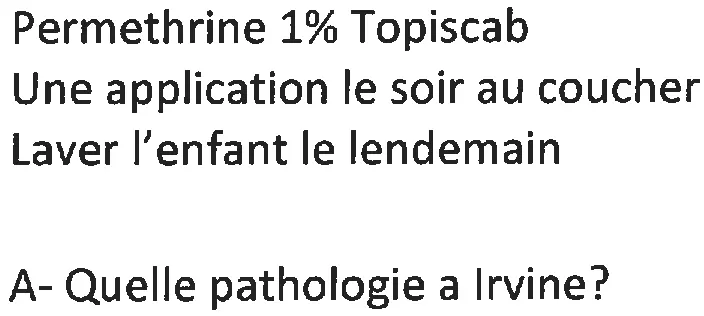 Permethrine 1% Topiscab
Une application le soir au coucher
Laver l'enfant le lendemain
A- Quelle pathologie a Irvine?